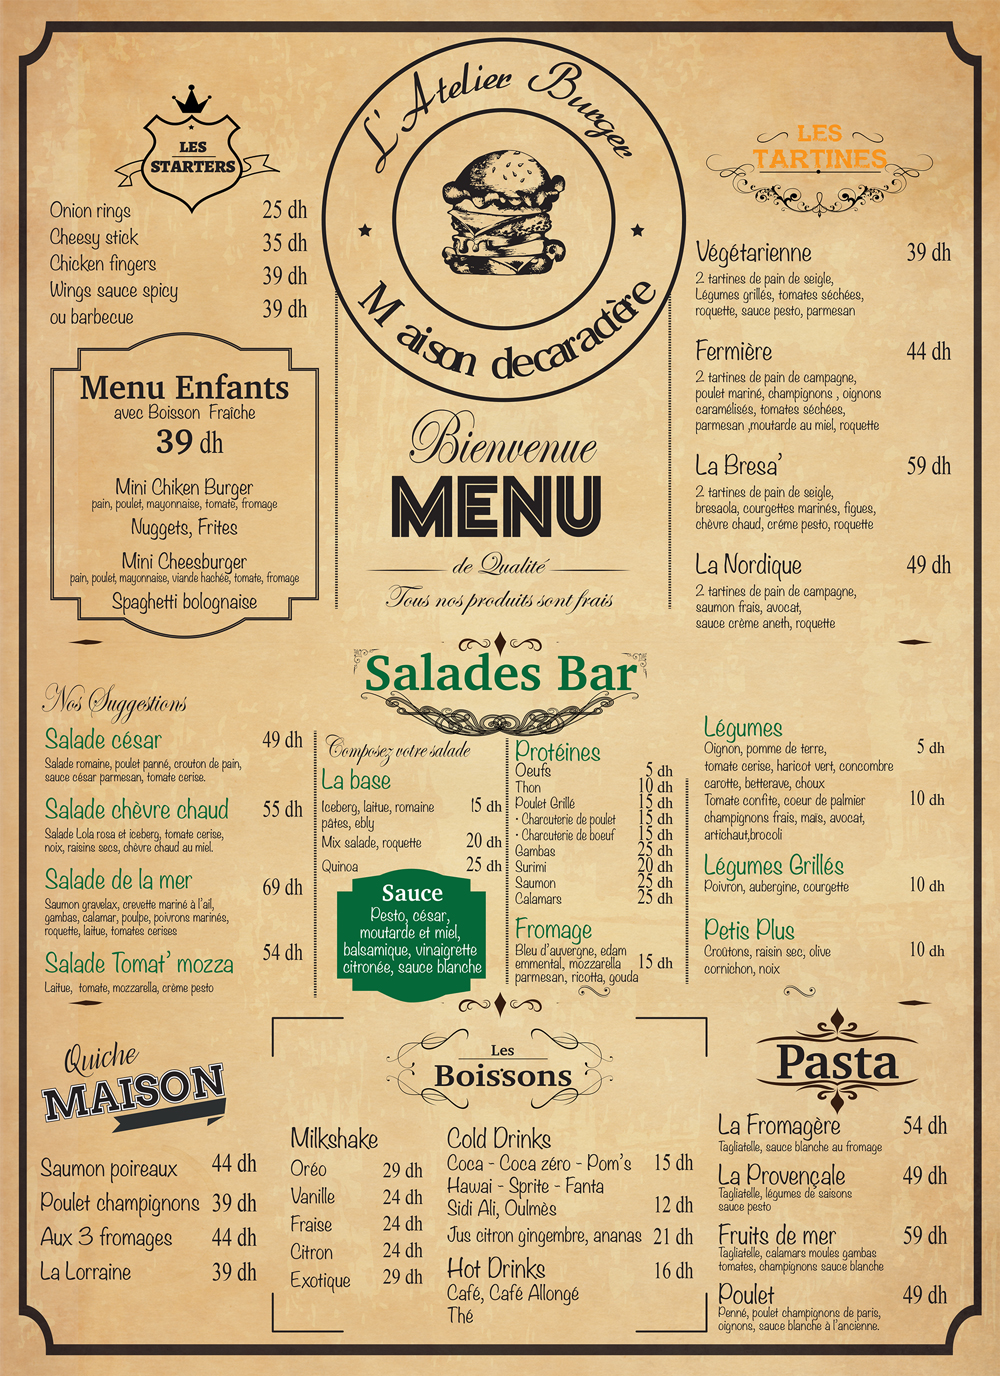 L'Atelier Burger
Maison decaractère
LES
STARTERS
Onion rings 25 dh
Cheesy stick 35 dh
Chicken fingers 39 dh
Wings sauce spicy
ou barbecue 39 dh
Menu Enfants
avec Boisson Fraîche
39 dh
Mini Chiken Burger
pain, poulet, mayonnaise, tomate, fromage
Nuggets, Frites
Mini Cheesburger
pain, poulet, mayonnaise, viande hachée, tomate, fromage
Spaghetti bolognaise
Bienvenue
MENU
de Qualité
Tous nos produits sont frais
LES
TARTINES
Végétarienne 39 dh
2 tartines de pain de seigle,
Légumes grillés, tomates séchées,
roquette, sauce pesto, parmesan
Fermière 44 dh
2 tartines de pain de campagne,
poulet mariné, champignons , oignons
caramélisés, tomates séchées,
parmesan ,moutarde au miel, roquette
La Bresa' 59 dh
2 tartines de pain de seigle,
bresaola, courgettes marinés, figues,
chèvre chaud, créme pesto, roquette
La Nordique 49 dh
2 tartines de pain de campagne,
saumon frais, avocat,
sauce crème aneth, roquette
Salades Bar
Nos Suggestions
Salade césar 49 dh
Salade romaine, poulet panné, crouton de pain,
sauce césar parmesan, tomate cerise.
Salade chèvre chaud 55 dh
Salade Lola rosa et iceberg, tomate cerise,
noix, raisins secs, chèvre chaud au miel.
Salade de la mer 69 dh
Saumon gravelax, crevette mariné à l'ail,
gambas, calamar, poulpe, poivrons marinés,
roquette, laitue, tomates cerises
Salade Tomat' mozza 54 dh
Laitue, tomate, mozzarella, crème pesto
Composez votre salade
La base
Iceberg, laitue, romaine 15 dh
pâtes, ebly
Mix salade, roquette 20 dh
Quinoa 25 dh
Sauce
Pesto, césar,
moutarde et miel,
balsamique, vinaigrette
citronée, sauce blanche
Protéines
Oeufs 5 dh
Thon 10 dh
Poulet Grillé 15 dh
· Charcuterie de poulet 15 dh
· Charcuterie de boeuf 15 dh
Gambas 25 dh
Surimi 20 dh
Saumon 25 dh
Calamars 25 dh
Fromage
Bleu d'auvergne, edam
emmental, mozzarella 15 dh
parmesan, ricotta, gouda
Légumes
Oignon, pomme de terre, 5 dh
tomate cerise, haricot vert, concombre
carotte, betterave, choux
Tomate confite, coeur de palmier 10 dh
champignons frais, maïs, avocat,
artichaut,brocoli
Légumes Grillés
Poivron, aubergine, courgette 10 dh
Petis Plus
Croûtons, raisin sec, olive 10 dh
cornichon, noix
Quiche
MAISON
Saumon poireaux 44 dh
Poulet champignons 39 dh
Aux 3 fromages 44 dh
La Lorraine 39 dh
Les
Boissons
Milkshake
Oréo 29 dh
Vanille 24 dh
Fraise 24 dh
Citron 24 dh
Exotique 29 dh
Cold Drinks
Coca - Coca zéro - Pom's 15 dh
Hawai - Sprite - Fanta
Sidi Ali, Oulmès 12 dh
Jus citron gingembre, ananas 21 dh
Hot Drinks 16 dh
Café, Café Allongé
Thé
Pasta
La Fromagère 54 dh
Tagliatelle, sauce blanche au fromage
La Provençale 49 dh
Tagliatelle, légumes de saisons
sauce pesto
Fruits de mer 59 dh
Tagliatelle, calamars moules gambas
tomates, champignons sauce blanche
Poulet 49 dh
Penné, poulet champignons de paris,
oignons, sauce blanche à l'ancienne.